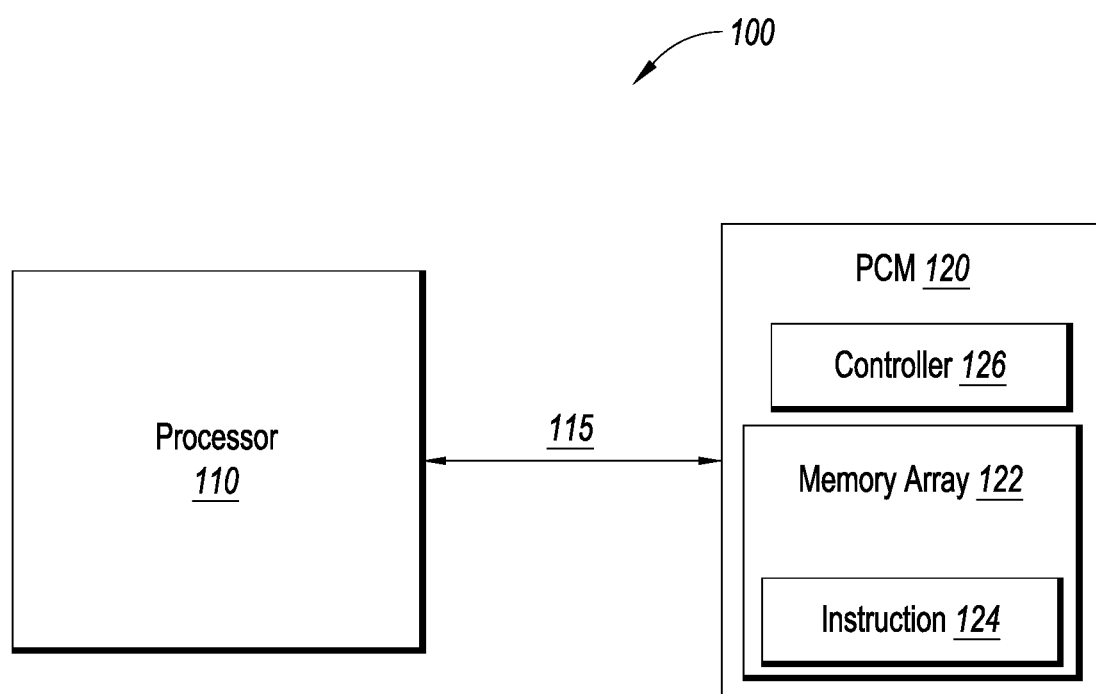 100
PCM 120
Controller 126
Processor
110
115
Memory Array 122
Instruction 124